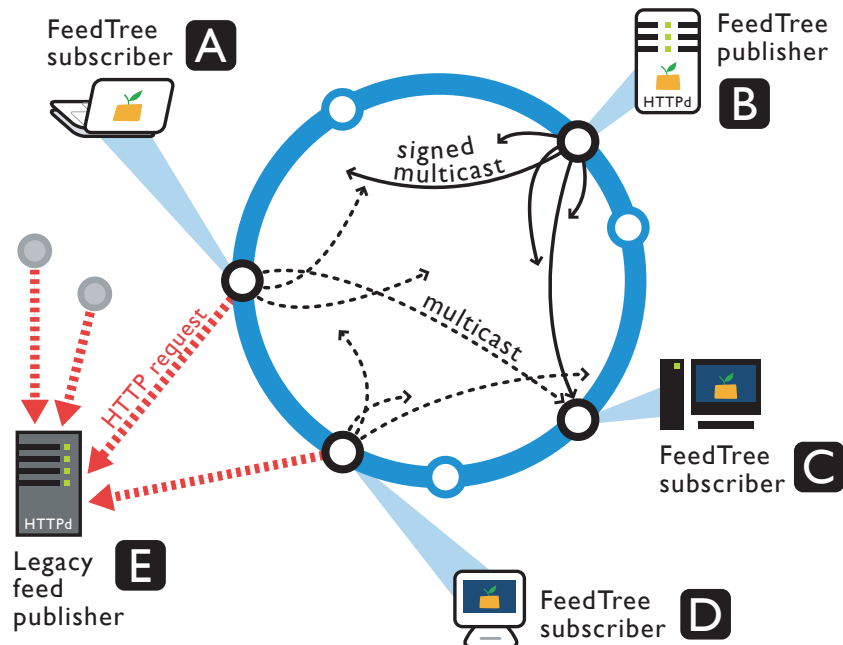 FeedTree
subscriber
A
FeedTree
publisher
B
HTTPd
signed
multicast
multicast
HTTP request
HTTPd
Legacy
feed
publisher
E
FeedTree
subscriber
C
FeedTree
subscriber
D